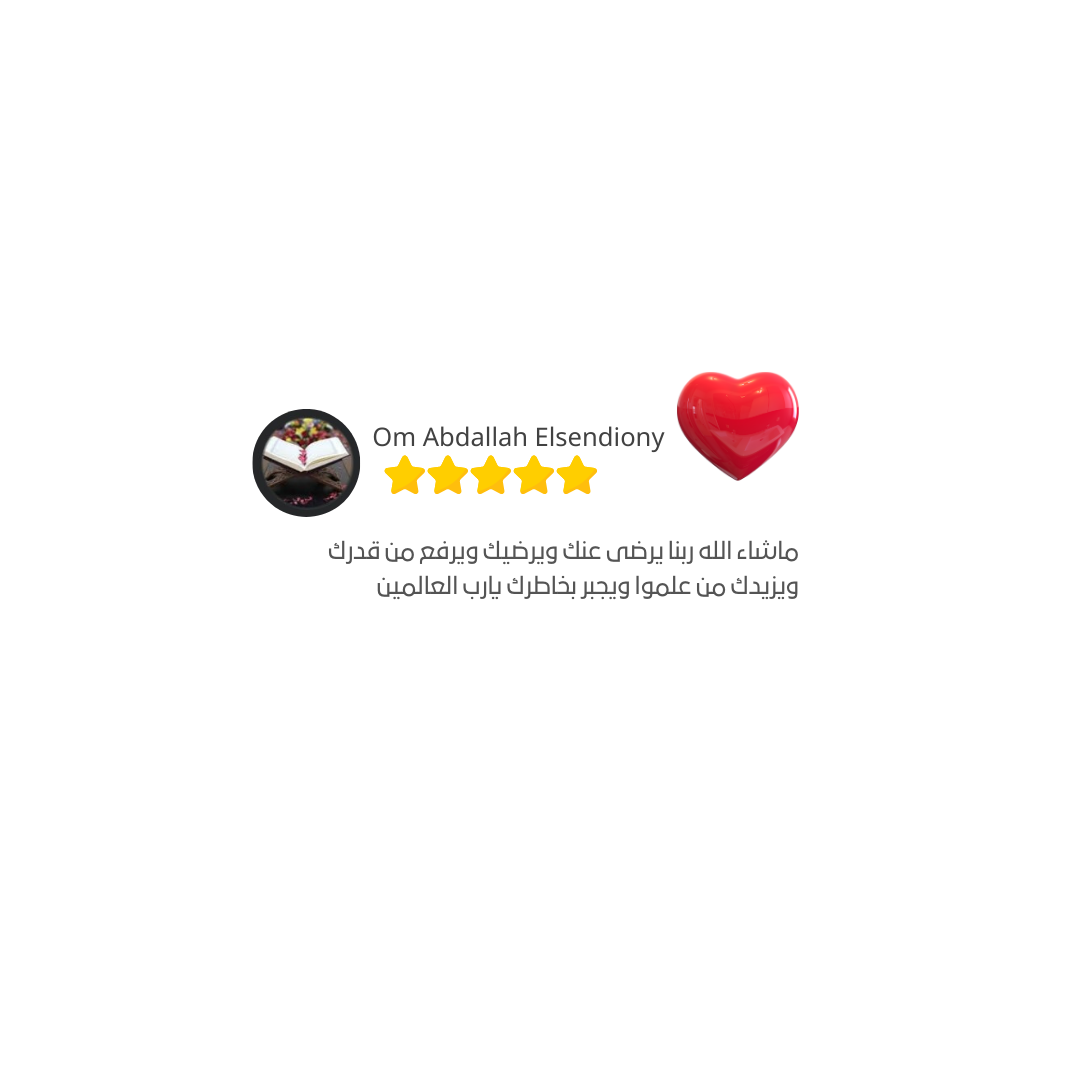 Om Abdallah Elsendiony
ماشاء الله ربنا يرضى عنك ويرضيك ويرفع من قدرك
ويزيدك من علموا ويجبر بخاطرك يارب العالمين